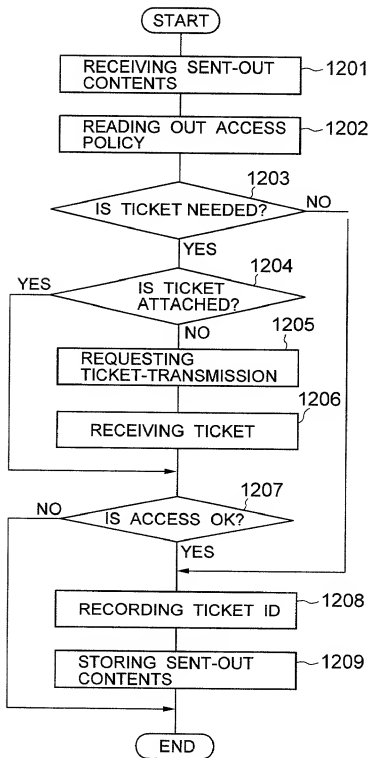 START
RECEIVING SENT-OUT
CONTENTS
1201
READING OUT ACCESS
POLICY
1202
1203
IS TICKET NEEDED?
NO
YES
1204
YES
IS TICKET
ATTACHED?
NO
1205
REQUESTING
TICKET-TRANSMISSION
1206
RECEIVING TICKET
1207
NO
IS ACCESS OK?
YES
RECORDING TICKET ID
1208
STORING SENT-OUT
CONTENTS
1209
END